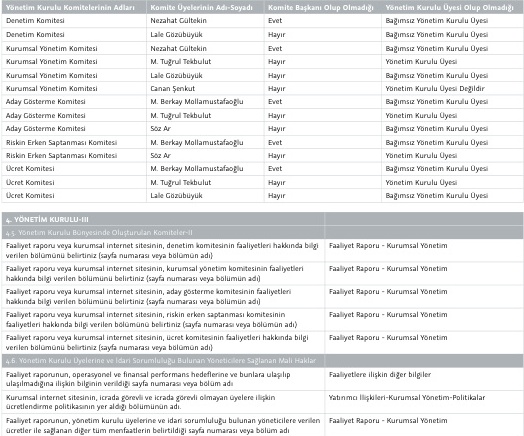 Yönetim Kurulu Komitelerinin Adları Komite Üyelerinin Adı-Soyadı Komite Başkanı Olup Olmadığı Yönetim Kurulu Üyesi Olup Olmadığı
Denetim Komitesi Nezahat Gültekin Evet Bağımsız Yönetim Kurulu Üyesi
Denetim Komitesi Lale Gözübüyük Hayır Bağımsız Yönetim Kurulu Üyesi
Kurumsal Yönetim Komitesi Nezahat Gültekin Evet Bağımsız Yönetim Kurulu Üyesi
Kurumsal Yönetim Komitesi M. Tuğrul Tekbulut Hayır Yönetim Kurulu Üyesi
Kurumsal Yönetim Komitesi Lale Gözübüyük Hayır Bağımsız Yönetim Kurulu Üyesi
Kurumsal Yönetim Komitesi Canan Şenkut Hayır Yönetim Kurulu Üyesi Değildir
Aday Gösterme Komitesi M. Berkay Mollamustafaoğlu Evet Bağımsız Yönetim Kurulu Üyesi
Aday Gösterme Komitesi M. Tuğrul Tekbulut Hayır Yönetim Kurulu Üyesi
Aday Gösterme Komitesi Söz Ar Hayır Bağımsız Yönetim Kurulu Üyesi
Riskin Erken Saptanması Komitesi M. Berkay Mollamustafaoğlu Evet Bağımsız Yönetim Kurulu Üyesi
Riskin Erken Saptanması Komitesi Söz Ar Hayır Yönetim Kurulu Üyesi
Ücret Komitesi M. Berkay Mollamustafaoğlu Evet Bağımsız Yönetim Kurulu Üyesi
Ücret Komitesi M. Tuğrul Tekbulut Hayır Yönetim Kurulu Üyesi
Ücret Komitesi Lale Gözübüyük Hayır Bağımsız Yönetim Kurulu Üyesi
4. YÖNETİM KURULU-III
4.5. Yönetim Kurulu Bünyesinde Oluşturulan Komiteler-II
Faaliyet raporu veya kurumsal internet sitesinin, denetim komitesinin faaliyetleri hakkında bilgi Faaliyet Raporu - Kurumsal Yönetim
verilen bölümünü belirtiniz (sayfa numarası veya bölümün adı)
Faaliyet raporu veya kurumsal internet sitesinin, kurumsal yönetim komitesinin faaliyetleri Faaliyet Raporu - Kurumsal Yönetim
hakkında bilgi verilen bölümünü belirtiniz (sayfa numarası veya bölümün adı)
Faaliyet raporu veya kurumsal internet sitesinin, aday gösterme komitesinin faaliyetleri Faaliyet Raporu - Kurumsal Yönetim
hakkında bilgi verilen bölümünü belirtiniz (sayfa numarası veya bölümün adı)
Faaliyet raporu veya kurumsal internet sitesinin, riskin erken saptanması komitesinin Faaliyet Raporu - Kurumsal Yönetim
faaliyetleri hakkında bilgi verilen bölümünü belirtiniz (sayfa numarası veya bölümün adı)
Faaliyet raporu veya kurumsal internet sitesinin, ücret komitesinin faaliyetleri hakkında bilgi Faaliyet Raporu - Kurumsal Yönetim
verilen bölümünü belirtiniz (sayfa numarası veya bölümün adı)
4.6. Yönetim Kurulu Üyelerine ve İdari Sorumluluğu Bulunan Yöneticilere Sağlanan Mali Haklar
Faaliyet raporunun, operasyonel ve finansal performans hedeflerine ve bunlara ulaşılıp Faaliyetlere ilişkin diğer bilgiler
ulaşılmadığına ilişkin bilginin verildiği sayfa numarası veya bölüm adı
Kurumsal internet sitesinin, icrada görevli ve icrada görevli olmayan üyelere ilişkin Yatırımcı İlişkileri-Kurumsal Yönetim-Politikalar
ücretlendirme politikasının yer aldığı bölümünün adı.
Faaliyet raporunun, yönetim kurulu üyelerine ve idari sorumluluğu bulunan yöneticilere verilen Faaliyet Raporu - Kurumsal Yönetim
ücretler ile sağlanan diğer tüm menfaatlerin belirtildiği sayfa numarası veya bölüm adı